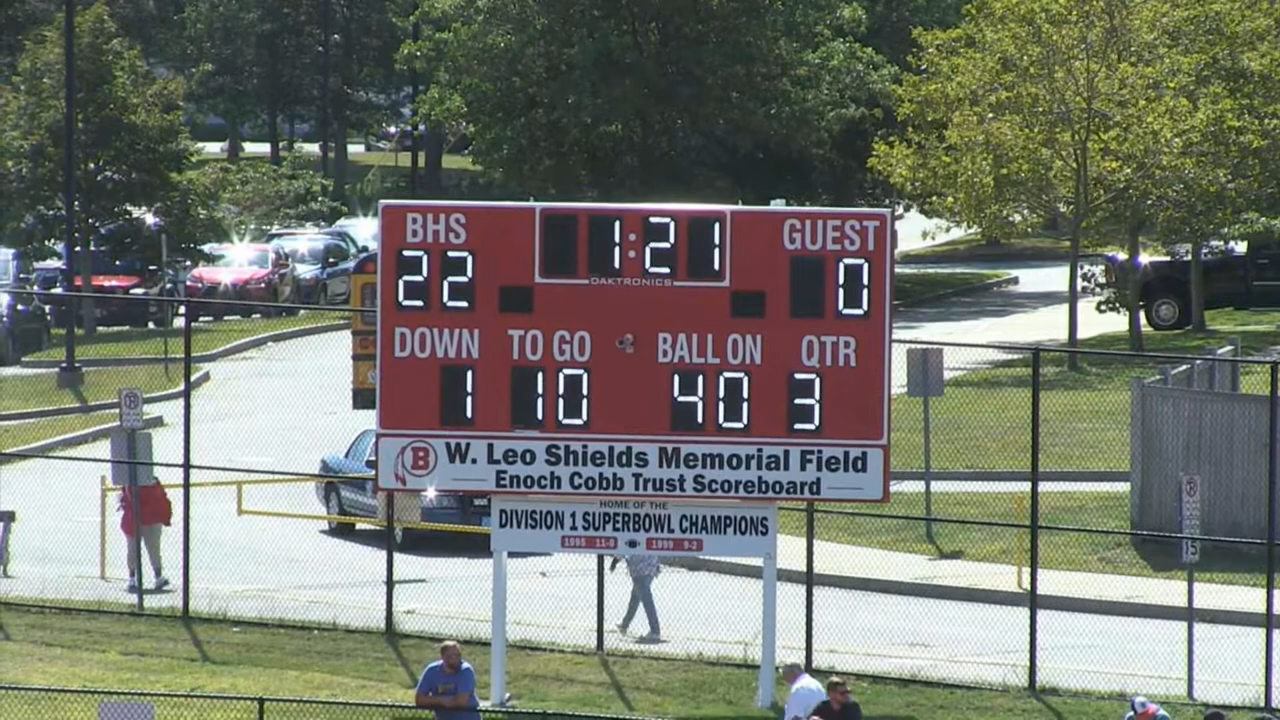 BHS 1:21 GUEST
22 0
DAKTRONICS
DOWN TO GO BALL ON QTR
1 10 40 3
B W. Leo Shields Memorial Field
Enoch Cobb Trust Scoreboard
HOME OF THE
DIVISION 1 SUPERBOWL CHAMPIONS
1995 11-0 1999 9-2
15